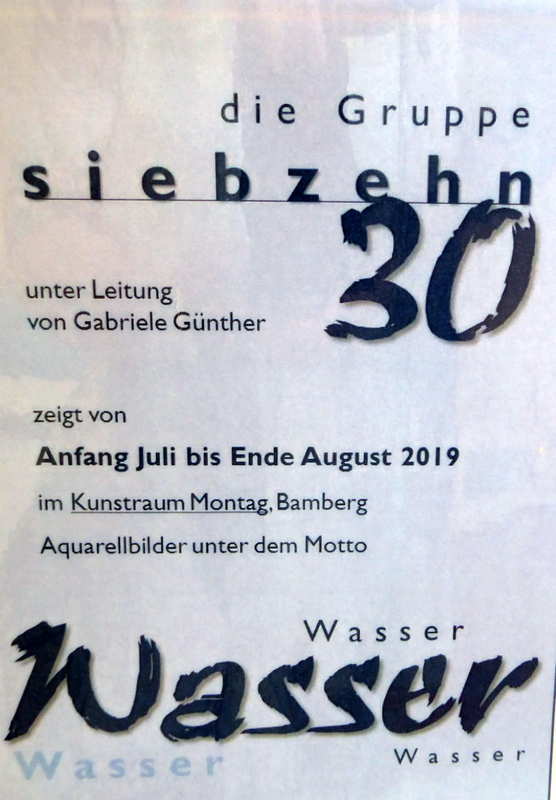 die Gruppe
siebzehn
30
unter Leitung
von Gabriele Günther
zeigt von
Anfang Juli bis Ende August 2019
im Kunstraum Montag, Bamberg
Aquarellbilder unter dem Motto
Wasser
Wasser
Wasser
Wasser